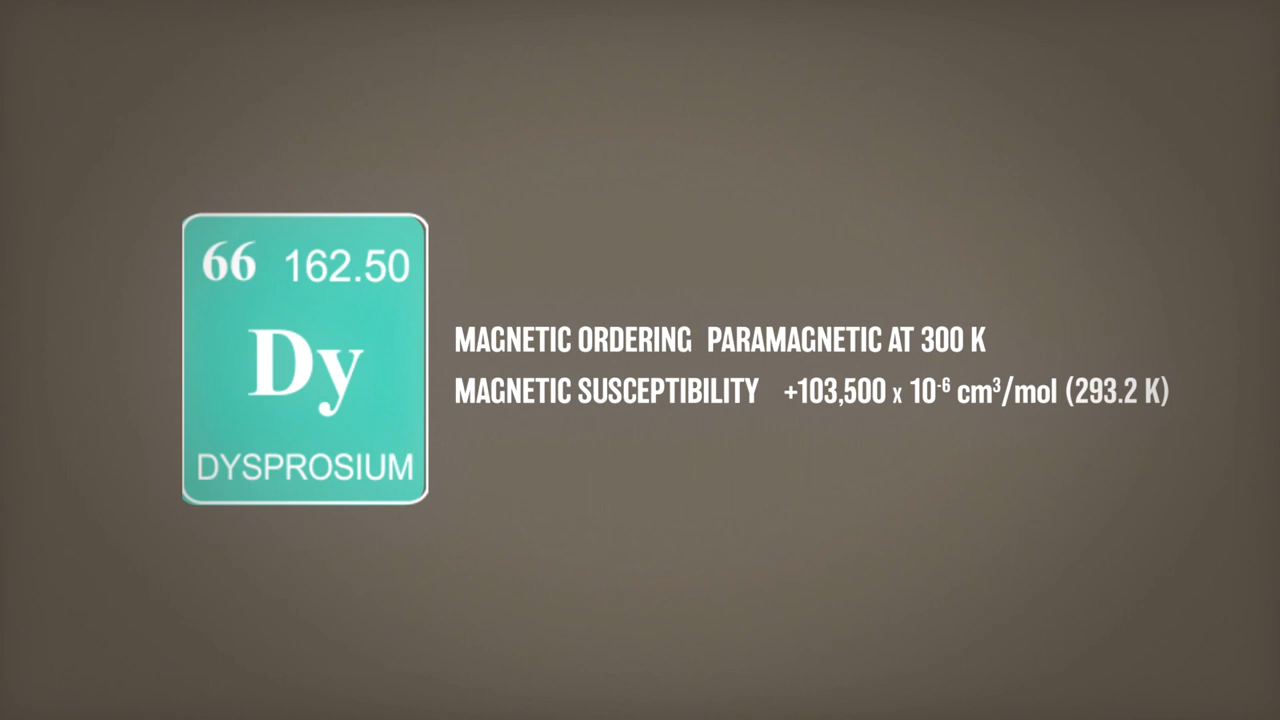 66 162.50
Dy
DYSPROSIUM
MAGNETIC ORDERING PARAMAGNETIC AT 300 K
MAGNETIC SUSCEPTIBILITY +103,500 x 10⁻⁶ cm³/mol (293.2 K)